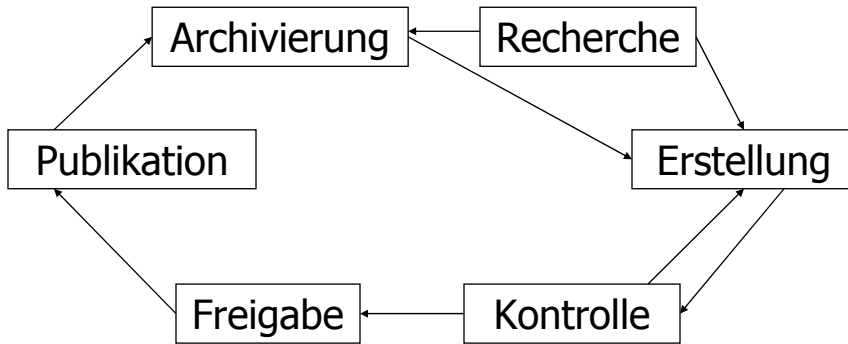 Archivierung
Recherche
Publikation
Erstellung
Freigabe
Kontrolle